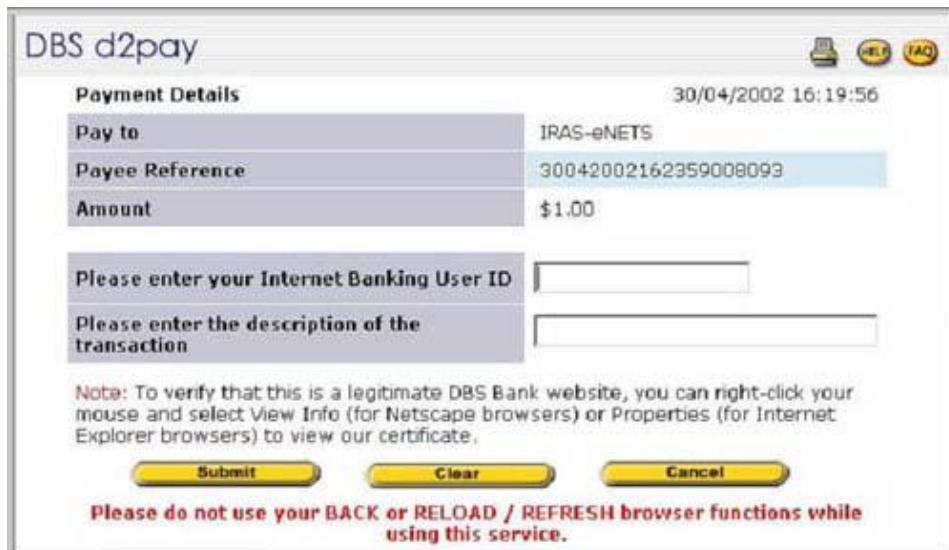 DBS d2pay
HELP FAQ
Payment Details 30/04/2002 16:19:56
Pay to IRAS-eNETS
Payee Reference 30042002162359008093
Amount $1.00
Please enter your Internet Banking User ID
Please enter the description of the
transaction
Note: To verify that this is a legitimate DBS Bank website, you can right-click your
mouse and select View Info (for Netscape browsers) or Properties (for Internet
Explorer browsers) to view our certificate.
Submit Clear Cancel
Please do not use your BACK or RELOAD / REFRESH browser functions while
using this service.